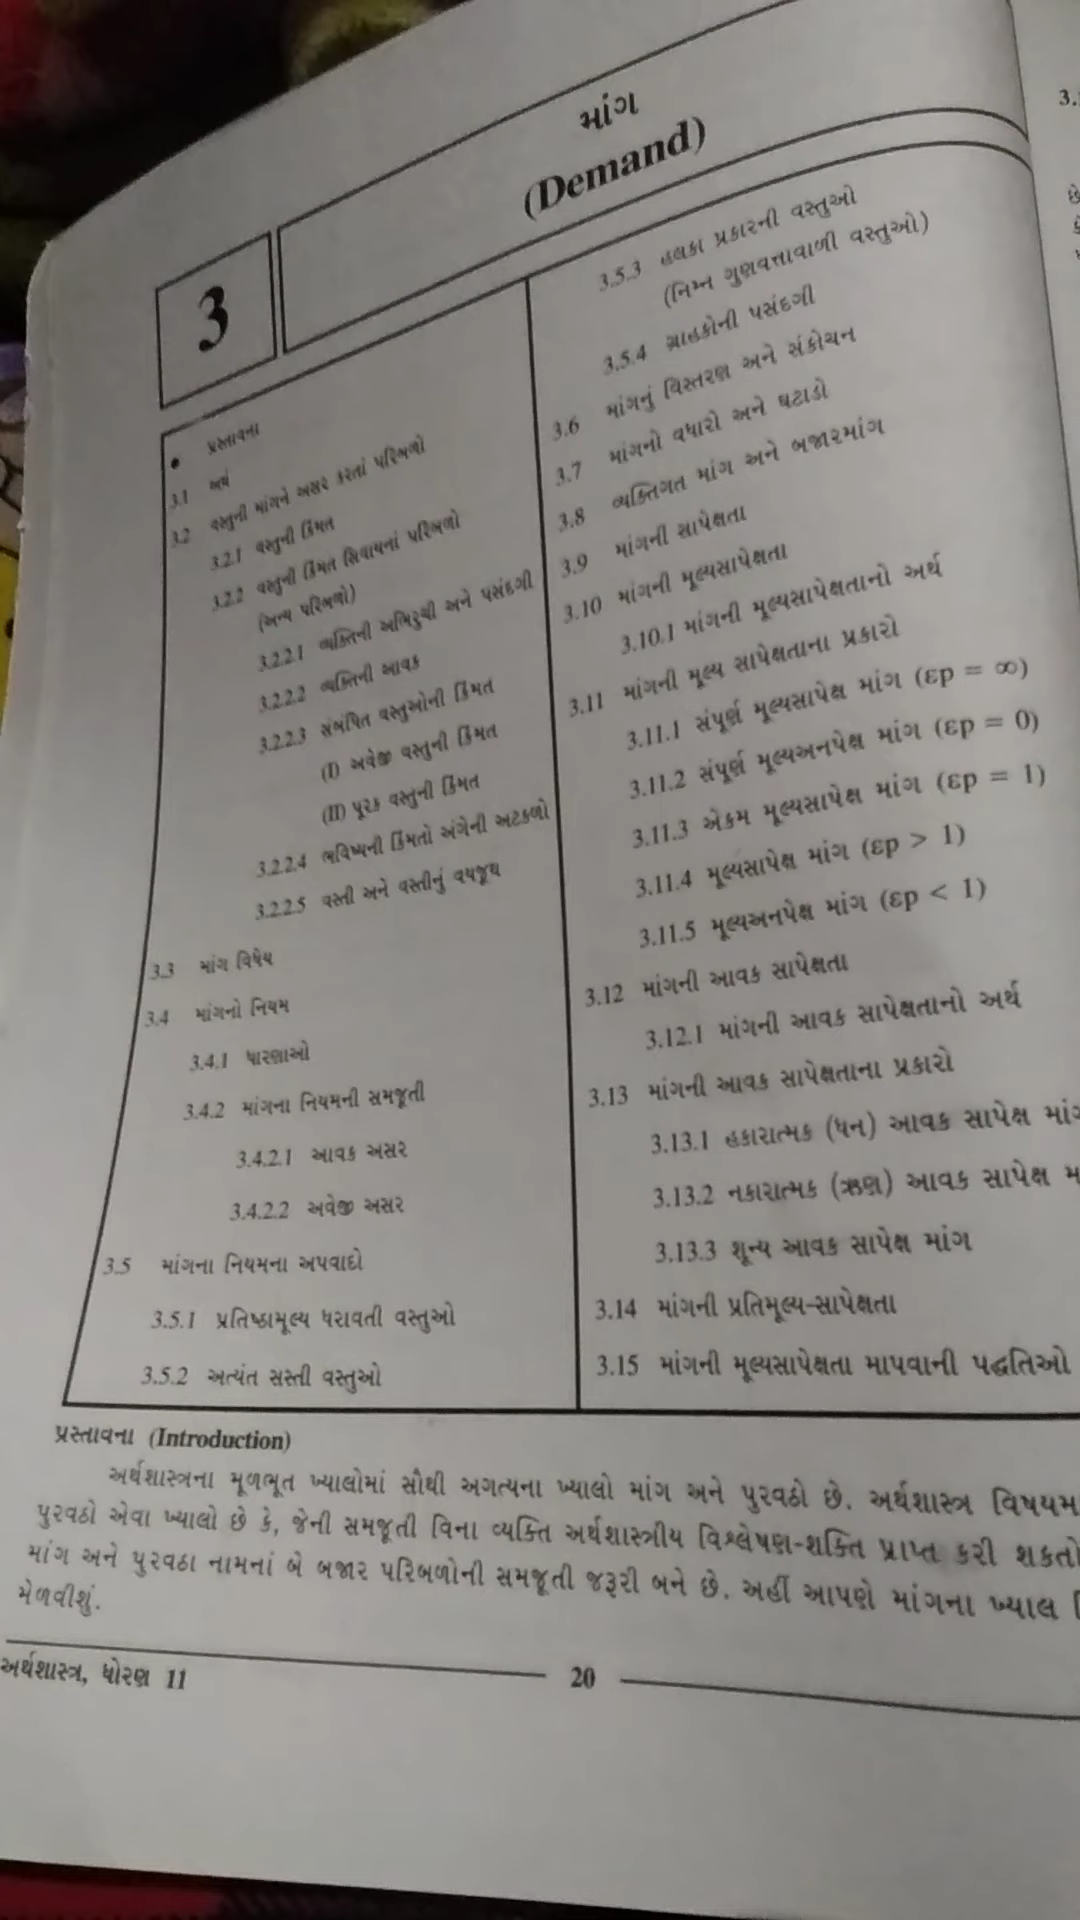 માંગ
(Demand)
3
• પ્રસ્તાવના
3.1 અર્થ
3.2 વસ્તુની માંગને અસર કરતાં પરિબળો
3.2.1 વસ્તુની કિંમત
3.2.2 વસ્તુની કિંમત સિવાયનાં પરિબળો
(અન્ય પરિબળો)
3.2.2.1 વ્યક્તિની અભિરુચી અને પસંદગી
3.2.2.2 વ્યક્તિની આવક
3.2.2.3 સંબંધિત વસ્તુઓની કિંમત
(I) અવેજી વસ્તુની કિંમત
(II) પૂરક વસ્તુની કિંમત
3.2.2.4 ભવિષ્યની કિંમતો અંગેની અટકળો
3.2.2.5 વસ્તી અને વસ્તીનું વયજૂથ
3.3 માંગ વિધેય
3.4 માંગનો નિયમ
3.4.1 ધારણાઓ
3.4.2 માંગના નિયમની સમજૂતી
3.4.2.1 આવક અસર
3.4.2.2 અવેજી અસર
3.5 માંગના નિયમના અપવાદો
3.5.1 પ્રતિષ્ઠામૂલ્ય ધરાવતી વસ્તુઓ
3.5.2 અત્યંત સસ્તી વસ્તુઓ
3.5.3 હલકા પ્રકારની વસ્તુઓ
(નિમ્ન ગુણવત્તાવાળી વસ્તુઓ)
3.5.4 ગ્રાહકોની પસંદગી
3.6 માંગનું વિસ્તરણ અને સંકોચન
3.7 માંગનો વધારો અને ઘટાડો
3.8 વ્યક્તિગત માંગ અને બજારમાંગ
3.9 માંગની સાપેક્ષતા
3.10 માંગની મૂલ્યસાપેક્ષતા
3.10.1 માંગની મૂલ્યસાપેક્ષતાનો અર્થ
3.11 માંગની મૂલ્ય સાપેક્ષતાના પ્રકારો
3.11.1 સંપૂર્ણ મૂલ્યસાપેક્ષ માંગ (εp = ∞)
3.11.2 સંપૂર્ણ મૂલ્યઅનપેક્ષ માંગ (εp = 0)
3.11.3 એકમ મૂલ્યસાપેક્ષ માંગ (εp = 1)
3.11.4 મૂલ્યસાપેક્ષ માંગ (εp > 1)
3.11.5 મૂલ્યઅનપેક્ષ માંગ (εp < 1)
3.12 માંગની આવક સાપેક્ષતા
3.12.1 માંગની આવક સાપેક્ષતાનો અર્થ
3.13 માંગની આવક સાપેક્ષતાના પ્રકારો
3.13.1 હકારાત્મક (ધન) આવક સાપેક્ષ
3.13.2 નકારાત્મક (ઋણ) આવક સાપેક્ષ
3.13.3 શૂન્ય આવક સાપેક્ષ માંગ
3.14 માંગની પ્રતિમૂલ્ય-સાપેક્ષતા
3.15 માંગની મૂલ્યસાપેક્ષતા માપવાની પદ્ધતિઓ
પ્રસ્તાવના (Introduction)
અર્થશાસ્ત્રના મૂળભૂત ખ્યાલોમાં સૌથી અગત્યના ખ્યાલો માંગ અને પુરવઠો છે. અર્થશાસ્ત્ર
પુરવઠો એવા ખ્યાલો છે કે, જેની સમજૂતી વિના વ્યક્તિ અર્થશાસ્ત્રીય વિશ્લેષણ-શક્તિ પ્રાપ્ત કરી
માંગ અને પુરવઠા નામનાં બે બજાર પરિબળોની સમજૂતી જરૂરી બને છે. અહીં આપણે માંગના ખ્યાલ
મેળવીશું.
અર્થશાસ્ત્ર, ધોરણ 11
20